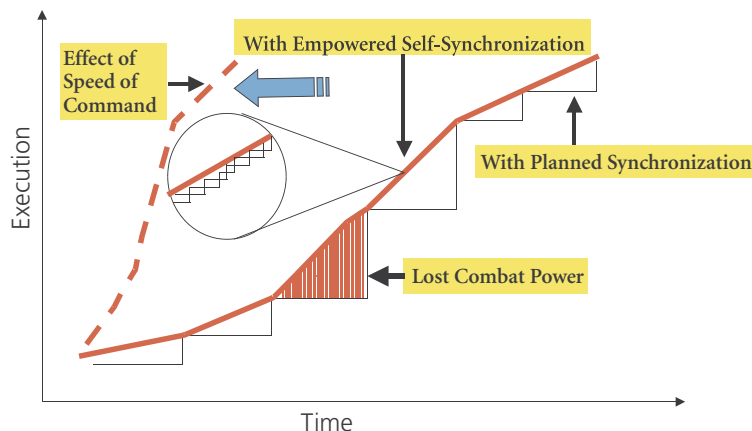 With Empowered Self-Synchronization
Effect of
Speed of
Command
With Planned Synchronization
Lost Combat Power
Execution
Time